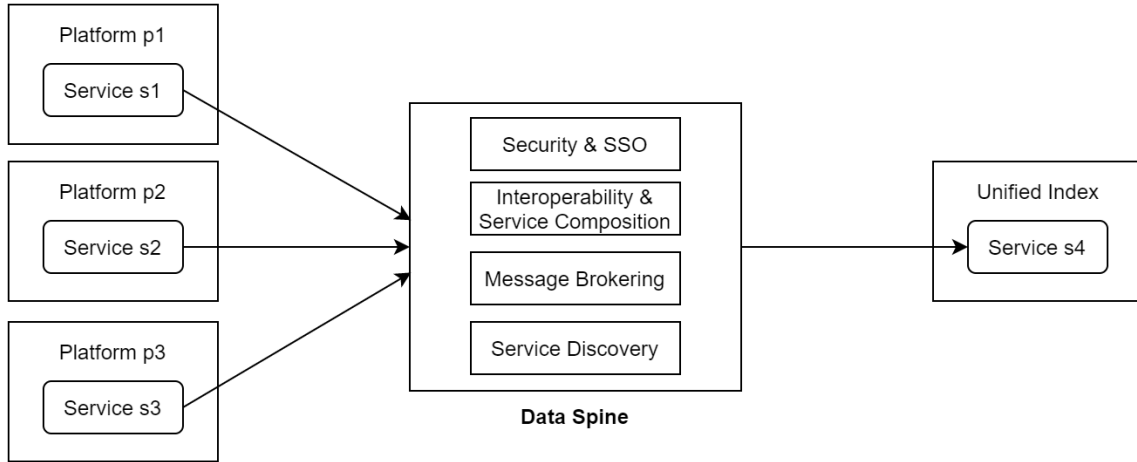 Platform p1
Service s1
Platform p2
Service s2
Platform p3
Service s3
Security & SSO
Interoperability &
Service Composition
Message Brokering
Service Discovery
Data Spine
Unified Index
Service s4